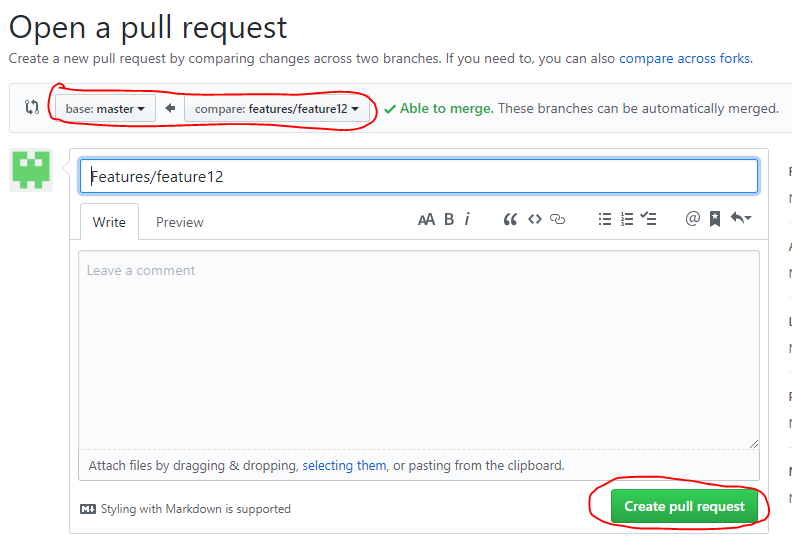 Open a pull request
Create a new pull request by comparing changes across two branches. If you need to, you can also compare across forks.
base: master compare: features/feature12 Able to merge. These branches can be automatically merged.
Features/feature12
Write Preview AA B i
Leave a comment
Attach files by dragging & dropping, selecting them, or pasting from the clipboard.
Styling with Markdown is supported Create pull request